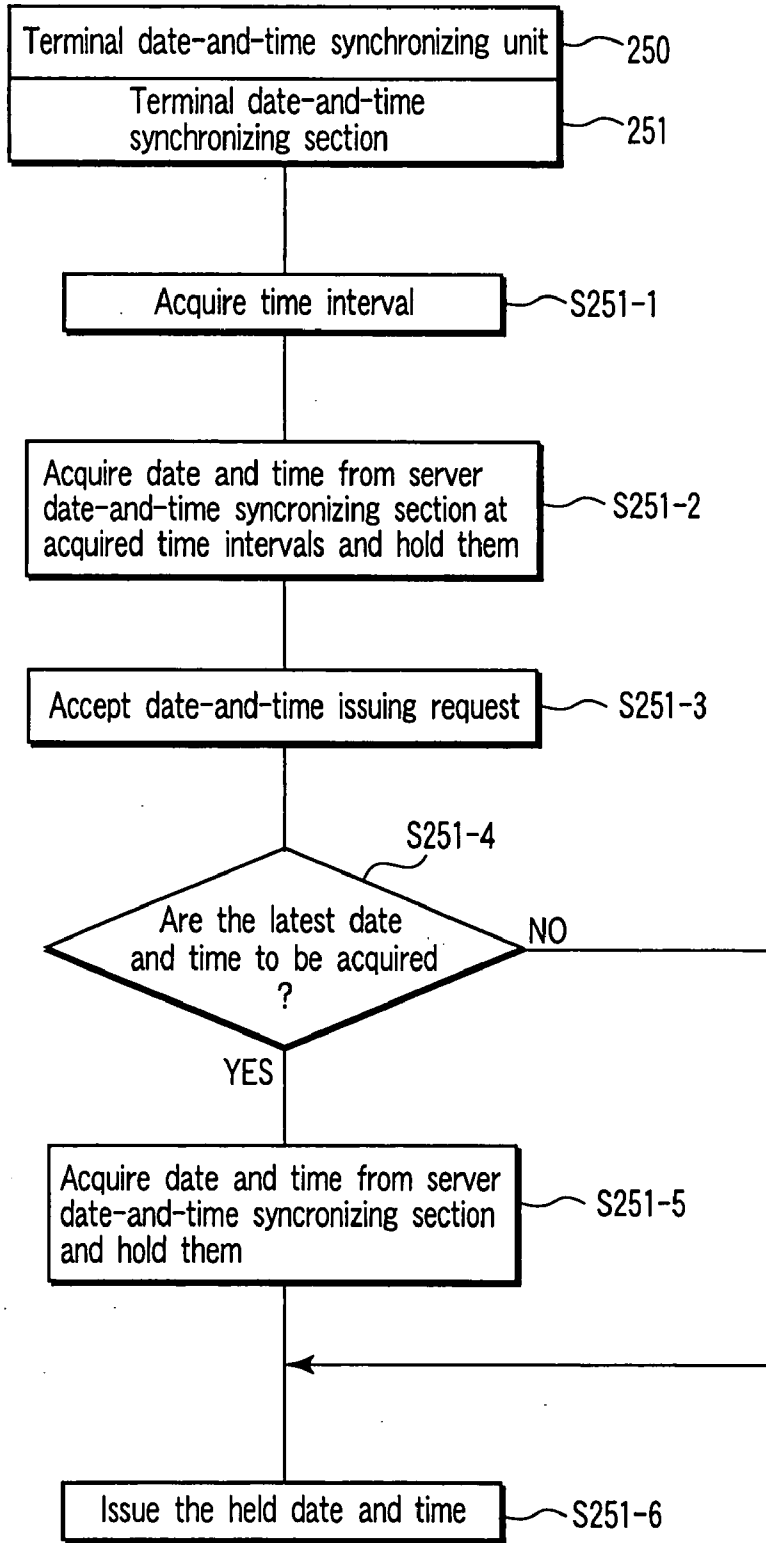 Terminal date-and-time synchronizing unit
250
Terminal date-and-time
synchronizing section
251
Acquire time interval
S251-1
Acquire date and time from server
date-and-time syncronizing section at
acquired time intervals and hold them
S251-2
Accept date-and-time issuing request
S251-3
S251-4
Are the latest date
and time to be acquired
?
NO
YES
Acquire date and time from server
date-and-time syncronizing section
and hold them
S251-5
Issue the held date and time
S251-6